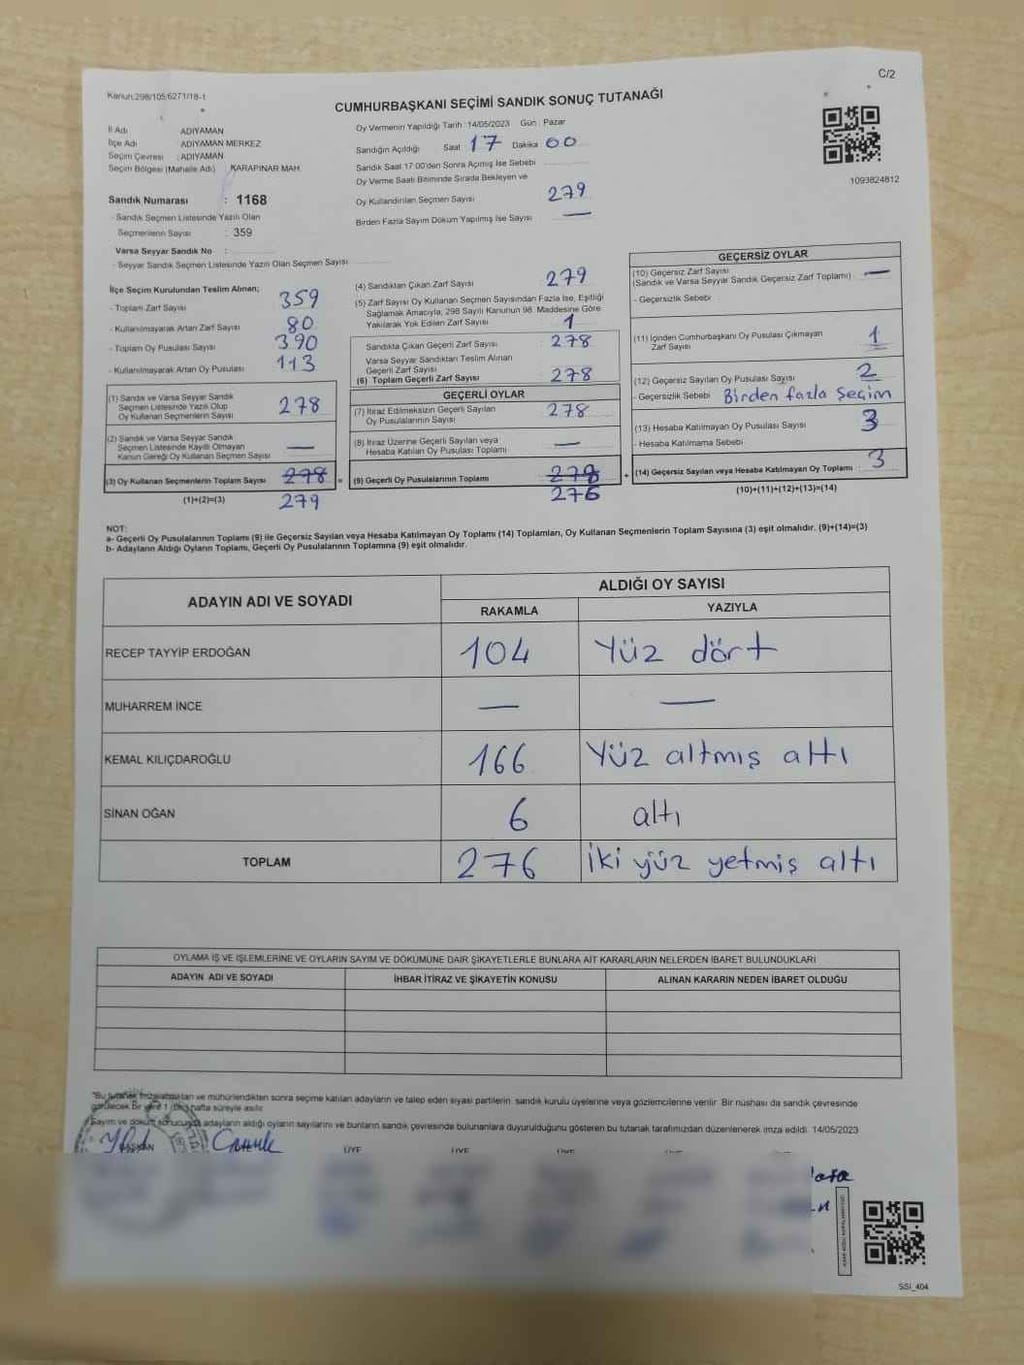 C/2
Kanun:298/105/6271/18-1
CUMHURBAŞKANI SEÇİMİ SANDIK SONUÇ TUTANAĞI
İl Adı ADIYAMAN
İlçe Adı ADIYAMAN MERKEZ
Seçim Çevresi : ADIYAMAN
Seçim Bölgesi (Mahalle Adı) : KARAPINAR MAH.
Sandık Numarası : 1168
- Sandık Seçmen Listesinde Yazılı Olan
Seçmenlerin Sayısı : 359
Varsa Seyyar Sandık No :
- Seyyar Sandık Seçmen Listesinde Yazılı Olan Seçmen Sayısı
Oy Vermenin Yapıldığı Tarih : 14/05/2023 Gün : Pazar
Sandığın Açıldığı Saat 17 Dakika 00
Sandık Saat 17.00'den Sonra Açılmış İse Sebebi
Oy Verme Saati Bitiminde Sırada Bekleyen ve
Oy Kullandırılan Seçmen Sayısı 279
Birden Fazla Sayım Döküm Yapılmış İse Sayısı —
1093824812
İlçe Seçim Kurulundan Teslim Alınan;
- Toplam Zarf Sayısı 359
- Kullanılmayarak Artan Zarf Sayısı 80
- Toplam Oy Pusulası Sayısı 390
- Kullanılmayarak Artan Oy Pusulası 113
(1) Sandık ve Varsa Seyyar Sandık
Seçmen Listesinde Yazılı Olup
Oy Kullanan Seçmenlerin Sayısı 278
(2) Sandık ve Varsa Seyyar Sandık
Seçmen Listesinde Kayıtlı Olmayan
Kanun Gereği Oy Kullanan Seçmen Sayısı —
(3) Oy Kullanan Seçmenlerin Toplam Sayısı 278 =
(1)+(2)=(3) 279
(4) Sandıktan Çıkan Zarf Sayısı 279
(5) Zarf Sayısı Oy Kullanan Seçmen Sayısından Fazla İse, Eşitliği
Sağlamak Amacıyla, 298 Sayılı Kanunun 98. Maddesine Göre
Yakılarak Yok Edilen Zarf Sayısı 1
Sandıkta Çıkan Geçerli Zarf Sayısı 278
Varsa Seyyar Sandıktan Teslim Alınan
Geçerli Zarf Sayısı
(6) Toplam Geçerli Zarf Sayısı 278
GEÇERLİ OYLAR
(7) İtiraz Edilmeksizin Geçerli Sayılan
Oy Pusulasının Sayısı 278
(8) İtiraz Üzerine Geçerli Sayılan veya
Hesaba Katılan Oy Pusulası Toplamı —
(9) Geçerli Oy Pusulalarının Toplamı 278 +
276
GEÇERSİZ OYLAR
(10) Geçersiz Zarf Sayısı —
(Sandık ve Varsa Seyyar Sandık Geçersiz Zarf Toplamı)
- Geçersizlik Sebebi
(11) İçinden Cumhurbaşkanı Oy Pusulası Çıkmayan
Zarf Sayısı 1
(12) Geçersiz Sayılan Oy Pusulası Sayısı 2
- Geçersizlik Sebebi Birden fazla Seçim
(13) Hesaba Katılmayan Oy Pusulası Sayısı 3
- Hesaba Katılmama Sebebi
(14) Geçersiz Sayılan veya Hesaba Katılmayan Oy Toplamı : 3
(10)+(11)+(12)+(13)=(14)
NOT:
a- Geçerli Oy Pusulasının Toplamı (9) ile Geçersiz Sayılan veya Hesaba Katılmayan Oy Toplamı (14) Toplamları, Oy Kullanan Seçmenlerin Toplam Sayısına (3) eşit olmalıdır. (9)+(14)=(3)
b- Adayların Aldığı Oyların Toplamı, Geçerli Oy Pusulalarının Toplamına (9) eşit olmalıdır.
ADAYIN ADI VE SOYADI ALDIĞI OY SAYISI
RAKAMLA YAZIYLA
RECEP TAYYİP ERDOĞAN 104 Yüz dört
MUHARREM İNCE — —
KEMAL KILIÇDAROĞLU 166 Yüz altmış altı
SİNAN OĞAN 6 altı
TOPLAM 276 İki yüz yetmiş altı
OYLAMA İŞ VE İŞLEMLERİNE VE OYLARIN SAYIM VE DÖKÜMÜNE DAİR ŞİKAYETLERLE BUNLARA AİT KARARLARIN NELERDEN İBARET BULUNDUKLARI
ADAYIN ADI VE SOYADI İHBAR İTİRAZ VE ŞİKAYETİN KONUSU ALINAN KARARIN NEDEN İBARET OLDUĞU
"Bu tutanak imzalandıktan ve mühürlendikten sonra seçime katılan adayların ve talep eden siyasi partilerin sandık kurulu üyelerine veya gözlemcilerine verilir. Bir nüshası da sandık çevresinde
görülecek bir yere 1 (bir) hafta süreyle asılır.
Sayım ve döküm sonucunda adayların aldığı oyların sayılarını ve bunların sandık çevresinde bulunanlara duyurulduğunu gösteren bu tutanak tarafımızdan düzenlenerek imza edildi. 14/05/2023
BAŞKAN ÜYE ÜYE
SSI_404